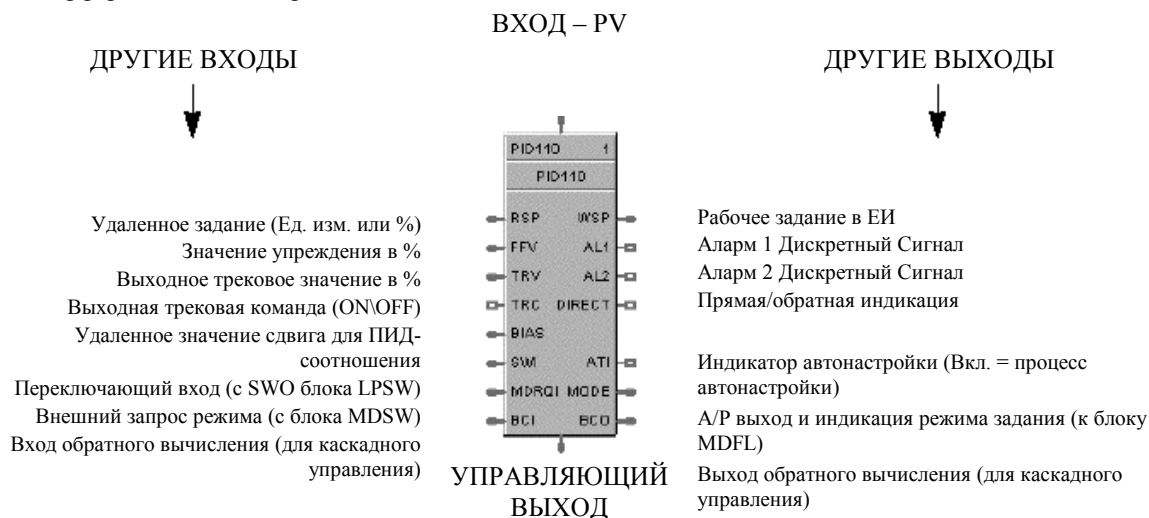 ВХОД – PV
ДРУГИЕ ВХОДЫ
ДРУГИЕ ВЫХОДЫ
PID110 1
PID110
Удаленное задание (Ед. изм. или %)
Значение упреждения в %
Выходное трековое значение в %
Выходная трековая команда (ON\OFF)
Удаленное значение сдвига для ПИД-
соотношения
Переключающий вход (с SWO блока LPSW)
Внешний запрос режима (с блока MDSW)
Вход обратного вычисления (для каскадного
управления)
RSP WSP
FFV AL1
TRV AL2
TRC DIRECT
BIAS
SWI ATI
MDRQI MODE
BCI BCO
Рабочее задание в ЕИ
Аларм 1 Дискретный Сигнал
Аларм 2 Дискретный Сигнал
Прямая/обратная индикация
Индикатор автонастройки (Вкл. = процесс
автонастройки)
А/Р выход и индикация режима задания (к блоку
MDFL)
Выход обратного вычисления (для каскадного
управления)
УПРАВЛЯЮЩИЙ
ВЫХОД